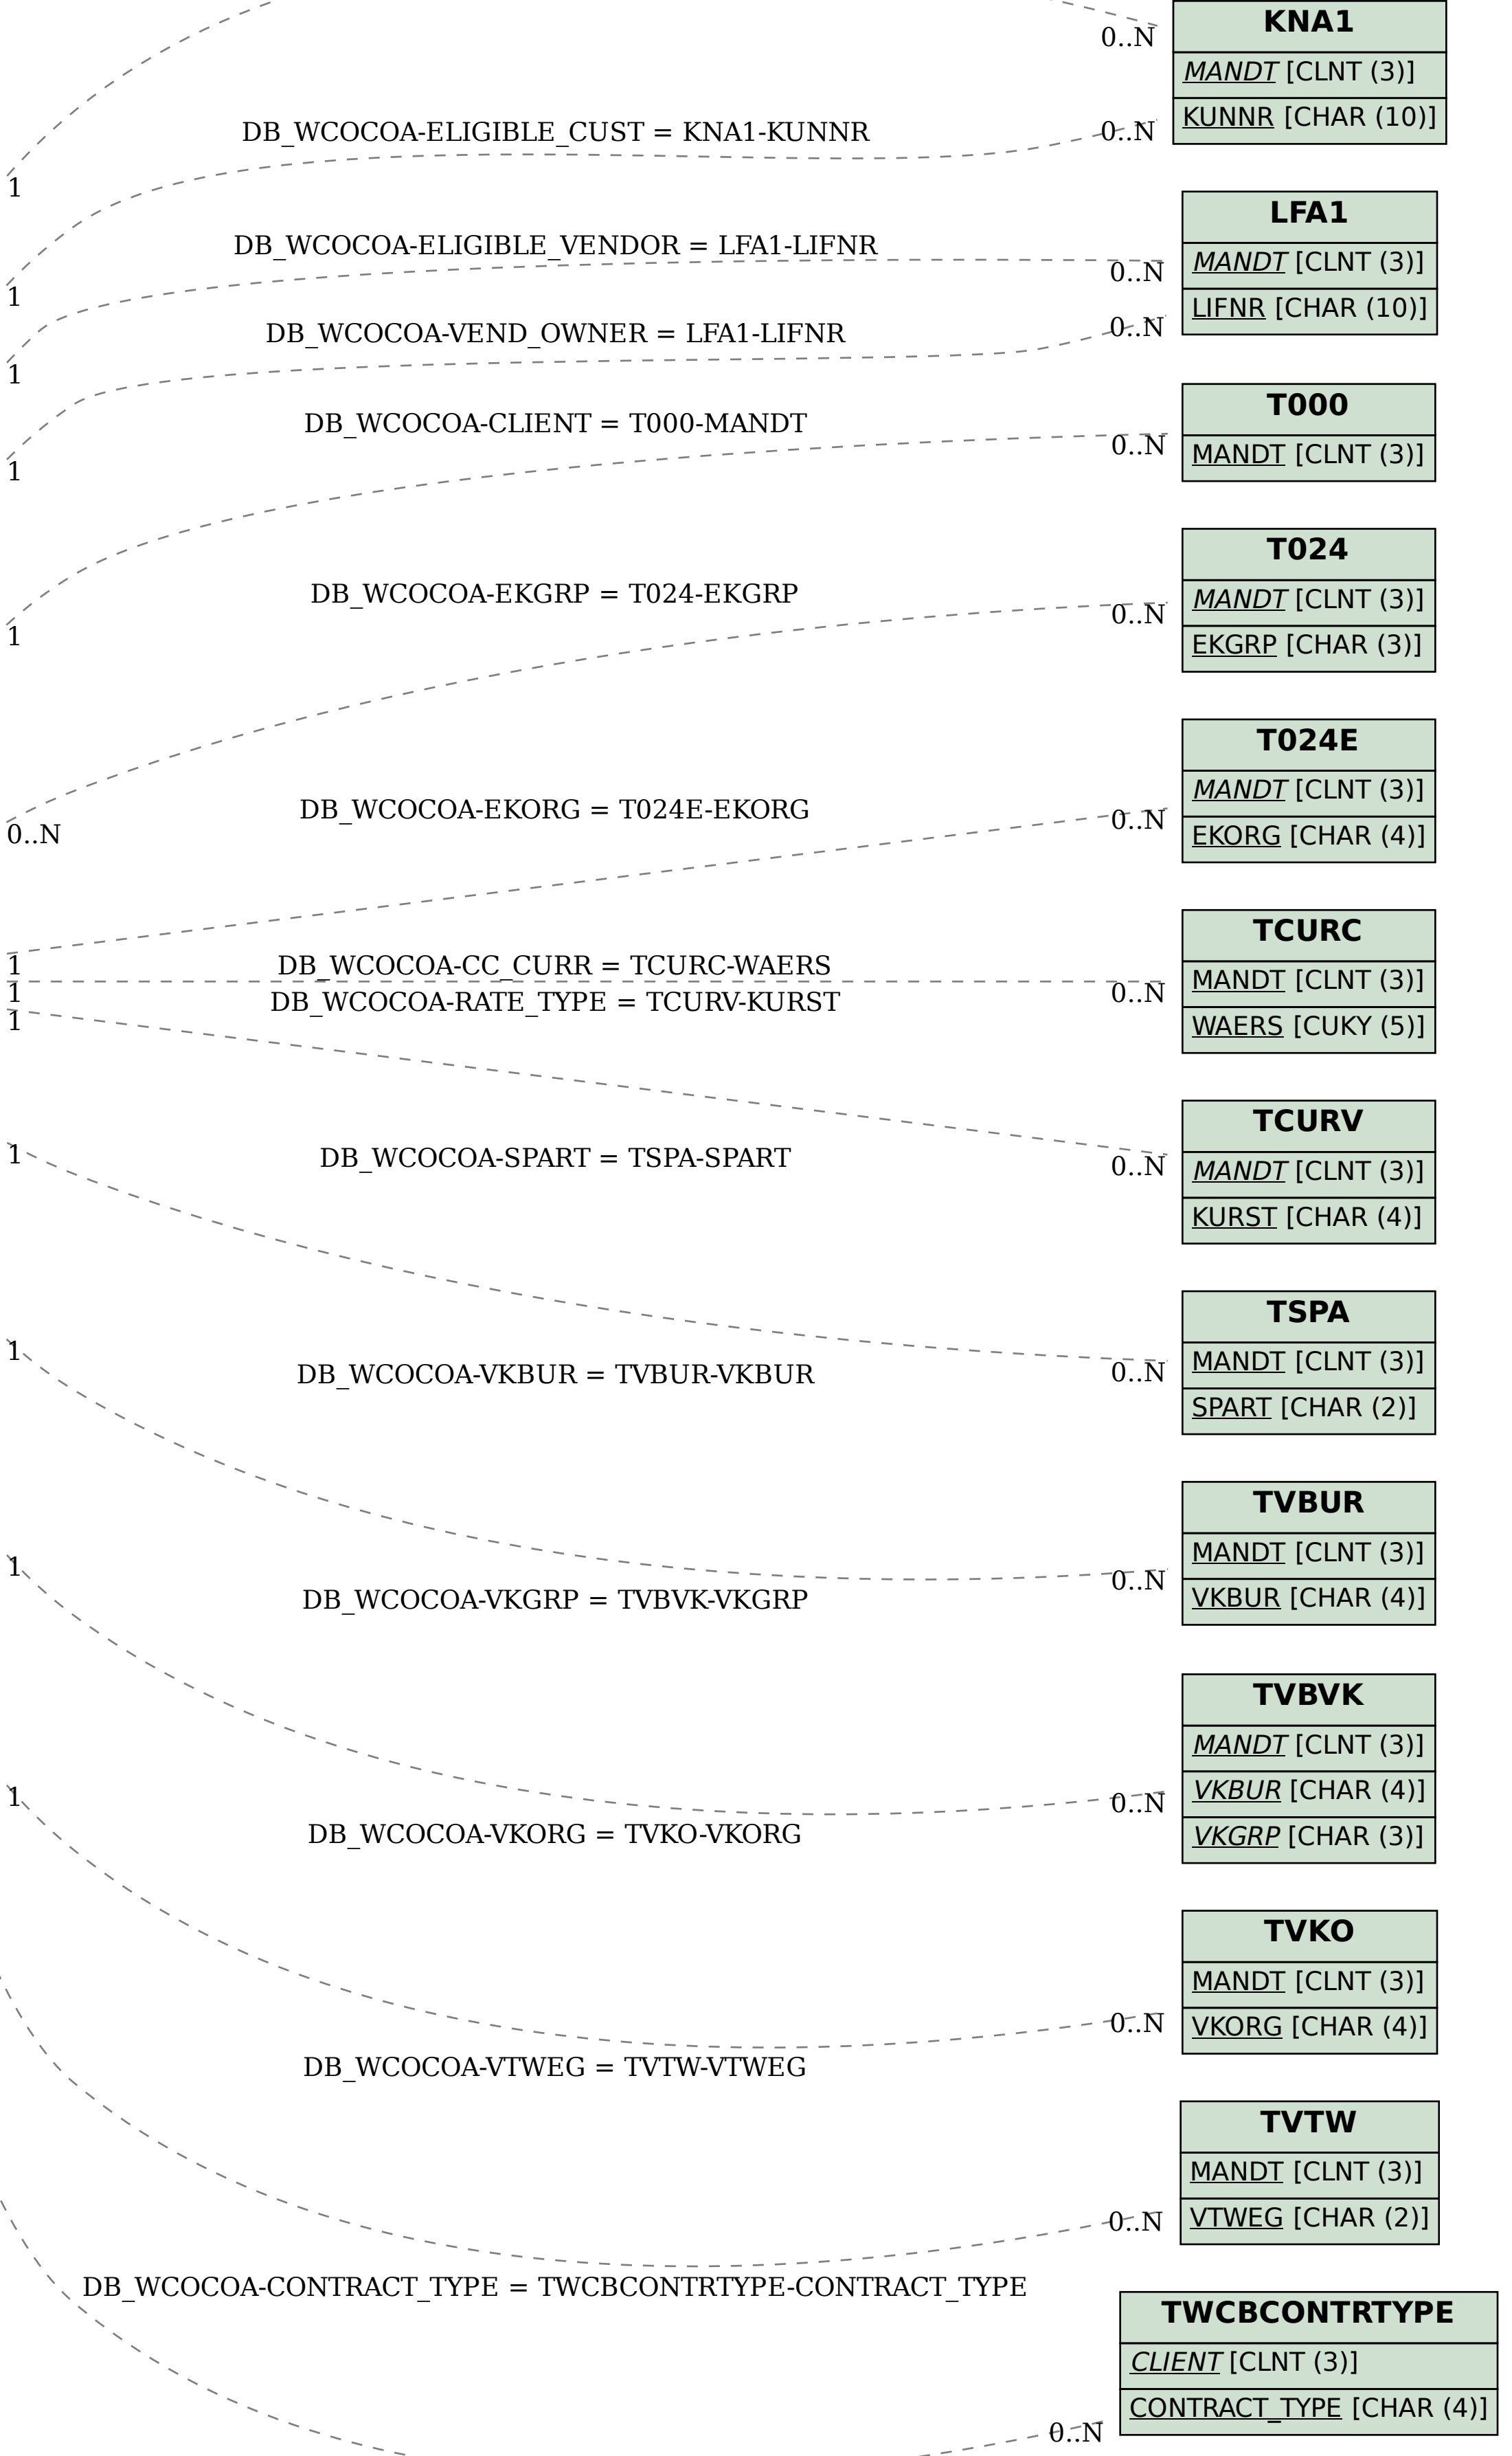 KNA1
0..N
MANDT [CLNT (3)]
KUNNR [CHAR (10)]
DB_WCOCOA-ELIGIBLE_CUST = KNA1-KUNNR
0..N
1
LFA1
DB_WCOCOA-ELIGIBLE_VENDOR = LFA1-LIFNR
MANDT [CLNT (3)]
0..N
1
LIFNR [CHAR (10)]
DB_WCOCOA-VEND_OWNER = LFA1-LIFNR
0..N
1
T000
DB_WCOCOA-CLIENT = T000-MANDT
0..N
MANDT [CLNT (3)]
1
T024
DB_WCOCOA-EKGRP = T024-EKGRP
MANDT [CLNT (3)]
0..N
1
EKGRP [CHAR (3)]
T024E
MANDT [CLNT (3)]
DB_WCOCOA-EKORG = T024E-EKORG
0..N
0..N
EKORG [CHAR (4)]
TCURC
1
DB_WCOCOA-CC_CURR = TCURC-WAERS
MANDT [CLNT (3)]
1
0..N
DB_WCOCOA-RATE_TYPE = TCURV-KURST
1
WAERS [CUKY (5)]
TCURV
1
DB_WCOCOA-SPART = TSPA-SPART
0..N
MANDT [CLNT (3)]
KURST [CHAR (4)]
TSPA
1
MANDT [CLNT (3)]
DB_WCOCOA-VKBUR = TVBUR-VKBUR
0..N
SPART [CHAR (2)]
TVBUR
MANDT [CLNT (3)]
1
0..N
DB_WCOCOA-VKGRP = TVBVK-VKGRP
VKBUR [CHAR (4)]
TVBVK
MANDT [CLNT (3)]
1
0..N
VKBUR [CHAR (4)]
DB_WCOCOA-VKORG = TVKO-VKORG
VKGRP [CHAR (3)]
TVKO
MANDT [CLNT (3)]
0..N
VKORG [CHAR (4)]
DB_WCOCOA-VTWEG = TVTW-VTWEG
TVTW
MANDT [CLNT (3)]
0..N
VTWEG [CHAR (2)]
DB_WCOCOA-CONTRACT_TYPE = TWCBCONTRTYPE-CONTRACT_TYPE
TWCBCONTRTYPE
CLIENT [CLNT (3)]
CONTRACT_TYPE [CHAR (4)]
0..N